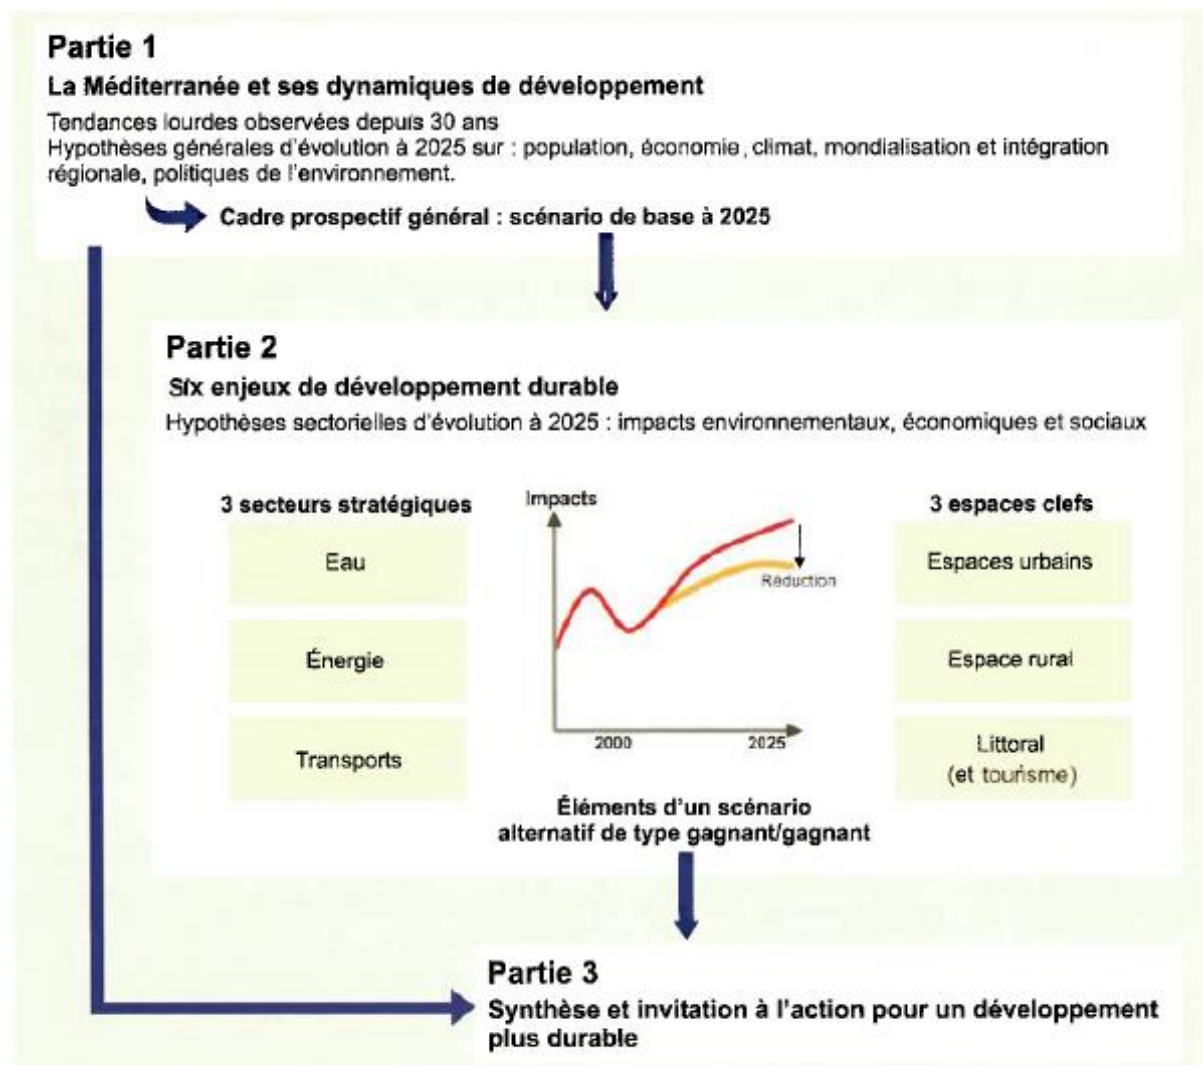 Partie 1
La Méditerranée et ses dynamiques de développement
Tendances lourdes observées depuis 30 ans
Hypothèses générales d'évolution à 2025 sur : population, économie, climat, mondialisation et intégration
régionale, politiques de l'environnement.
Cadre prospectif général : scénario de base à 2025
Partie 2
Six enjeux de développement durable
Hypothèses sectorielles d'évolution à 2025 : impacts environnementaux, économiques et sociaux
3 secteurs stratégiques
Eau
Énergie
Transports
Impacts
Réduction
2000
2025
3 espaces clefs
Espaces urbains
Espace rural
Littoral
(et tourisme)
Éléments d'un scénario
alternatif de type gagnant/gagnant
Partie 3
Synthèse et invitation à l'action pour un développement
plus durable